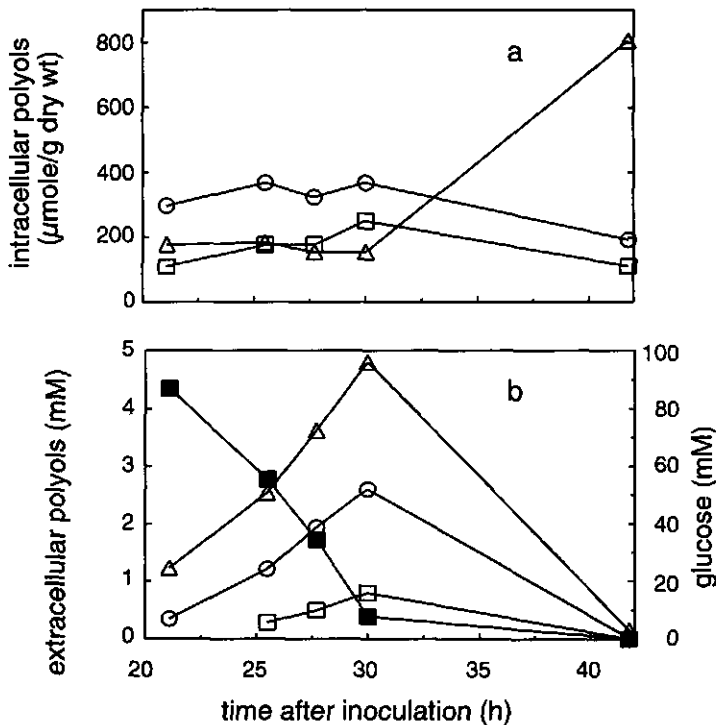 a
800
600
400
200
0
intracellular polyols
(µmole/g dry wt)
b
5
4
3
2
1
0
extracellular polyols (mM)
100
80
60
40
20
0
glucose (mM)
20 25 30 35 40
time after inoculation (h)